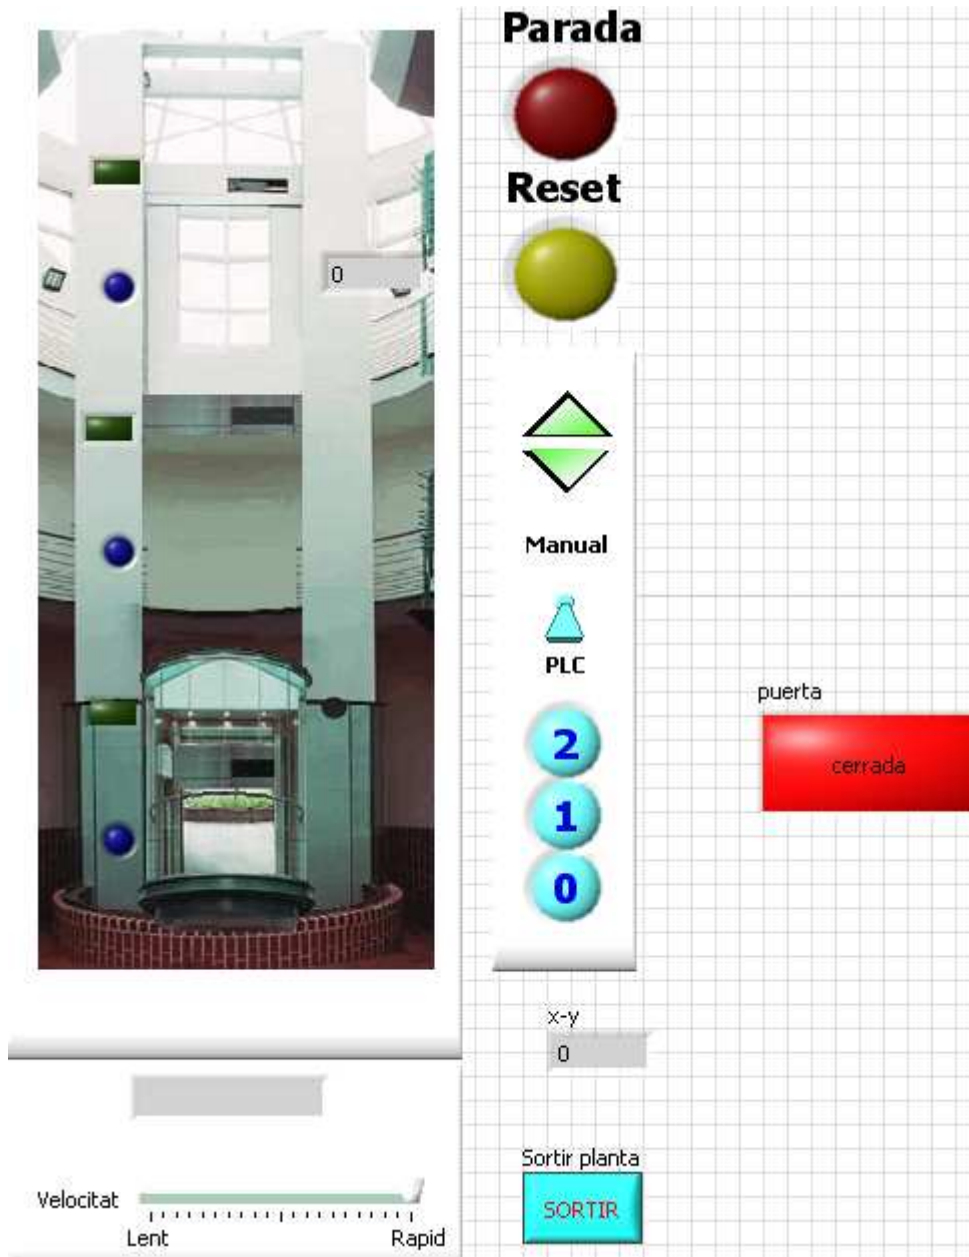 Parada
Reset
0
Manual
PLC
2
1
0
puerta
cerrada
x-y
0
Sortir planta
SORTIR
Velocitat
Lent
Rapid